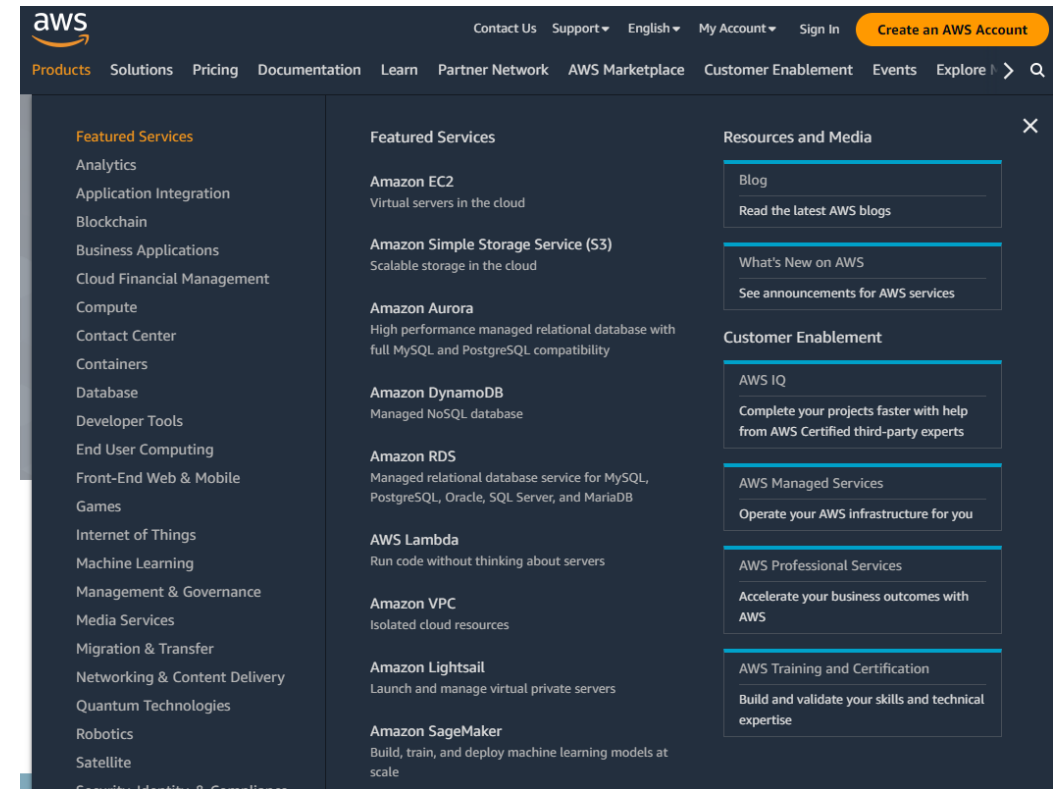 aws
Contact Us Support English My Account Sign In Create an AWS Account
Products Solutions Pricing Documentation Learn Partner Network AWS Marketplace Customer Enablement Events Explore
Featured Services
Analytics
Application Integration
Blockchain
Business Applications
Cloud Financial Management
Compute
Contact Center
Containers
Database
Developer Tools
End User Computing
Front-End Web & Mobile
Games
Internet of Things
Machine Learning
Management & Governance
Media Services
Migration & Transfer
Networking & Content Delivery
Quantum Technologies
Robotics
Satellite
Security, Identity, & Compliance
Featured Services
Amazon EC2
Virtual servers in the cloud
Amazon Simple Storage Service (S3)
Scalable storage in the cloud
Amazon Aurora
High performance managed relational database with
full MySQL and PostgreSQL compatibility
Amazon DynamoDB
Managed NoSQL database
Amazon RDS
Managed relational database service for MySQL,
PostgreSQL, Oracle, SQL Server, and MariaDB
AWS Lambda
Run code without thinking about servers
Amazon VPC
Isolated cloud resources
Amazon Lightsail
Launch and manage virtual private servers
Amazon SageMaker
Build, train, and deploy machine learning models at
scale
Resources and Media
Blog
Read the latest AWS blogs
What's New on AWS
See announcements for AWS services
Customer Enablement
AWS IQ
Complete your projects faster with help
from AWS Certified third-party experts
AWS Managed Services
Operate your AWS infrastructure for you
AWS Professional Services
Accelerate your business outcomes with
AWS
AWS Training and Certification
Build and validate your skills and technical
expertise